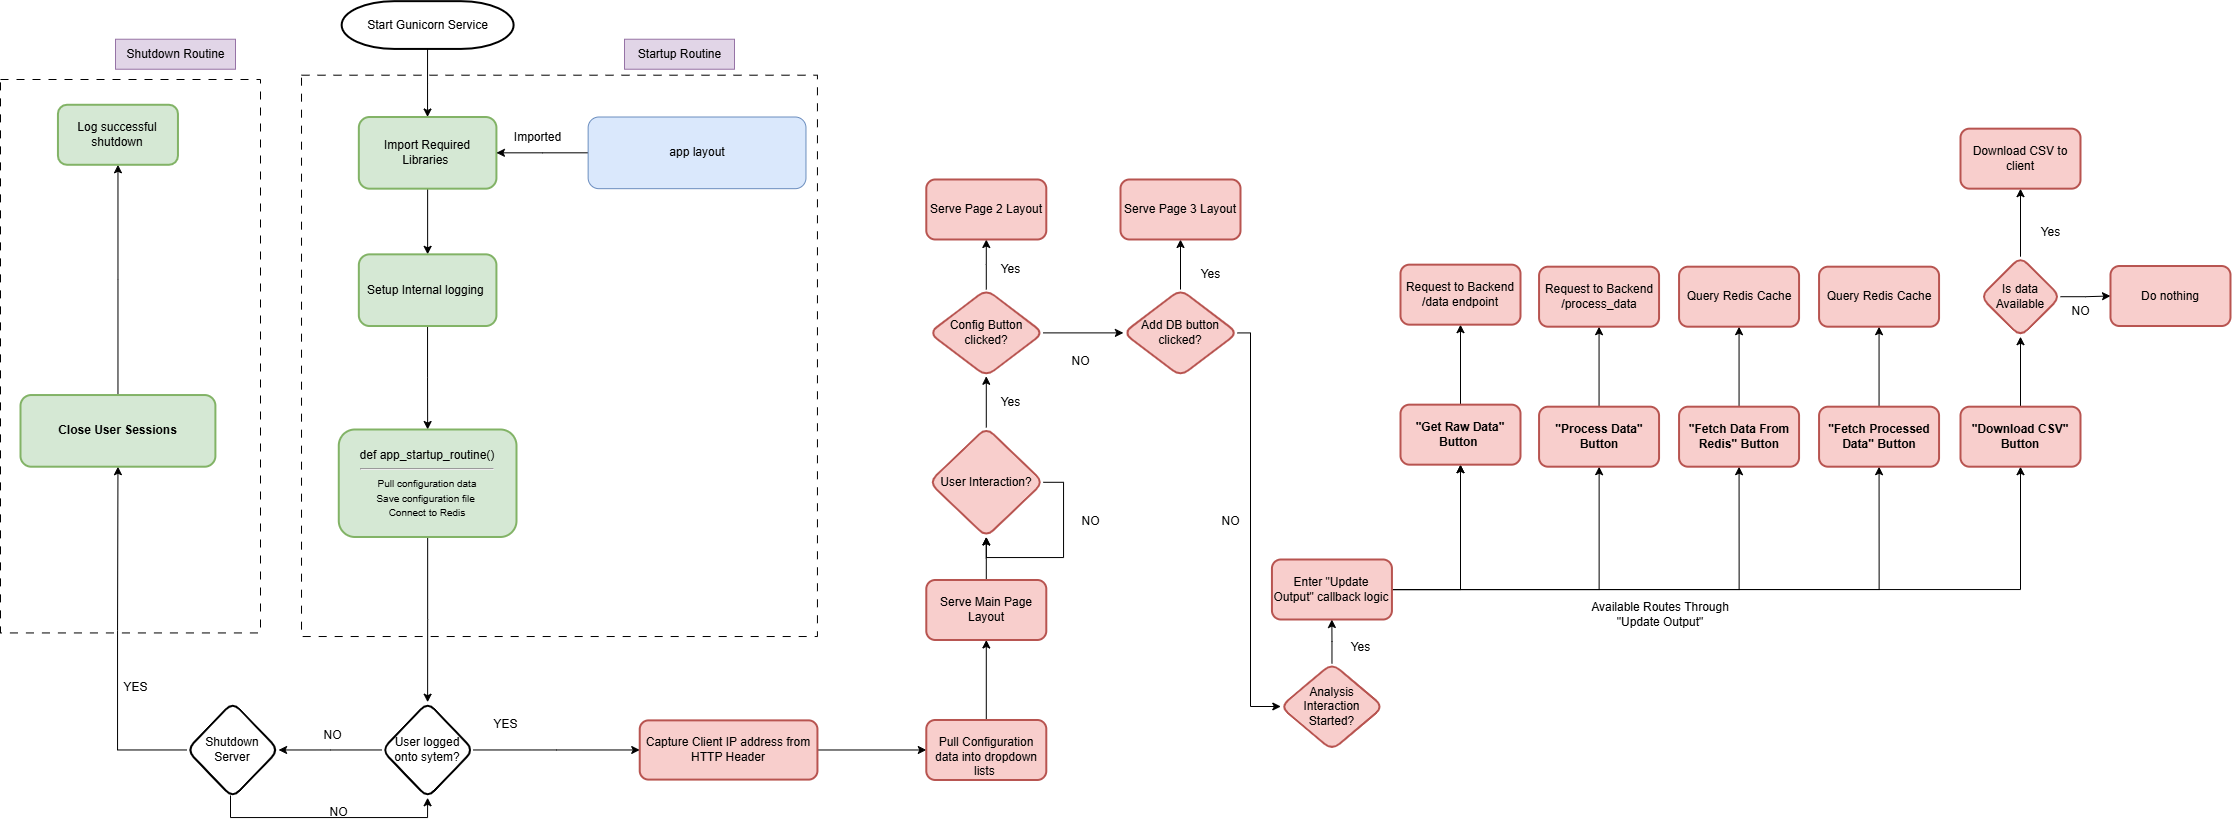 Start Gunicorn Service
Shutdown Routine
Startup Routine
Log successful
shutdown
Import Required
Libraries
Imported
app layout
Setup Internal logging
Close User Sessions
def app_startup_routine()
Pull configuration data
Save configuration file
Connect to Redis
YES
Shutdown
Server
NO
NO
User logged
onto sytem?
YES
Capture Client IP address from
HTTP Header
Pull Configuration
data into dropdown
lists
Serve Main Page
Layout
User Interaction?
NO
Yes
Config Button
clicked?
Yes
Serve Page 2 Layout
NO
Add DB button
clicked?
Yes
Serve Page 3 Layout
NO
Analysis
Interaction
Started?
Yes
Enter "Update
Output" callback logic
Available Routes Through
"Update Output"
"Get Raw Data"
Button
Request to Backend
/data endpoint
"Process Data"
Button
Request to Backend
/process_data
"Fetch Data From
Redis" Button
Query Redis Cache
"Fetch Processed
Data" Button
Query Redis Cache
"Download CSV"
Button
Is data
Available
Yes
Download CSV to
client
NO
Do nothing